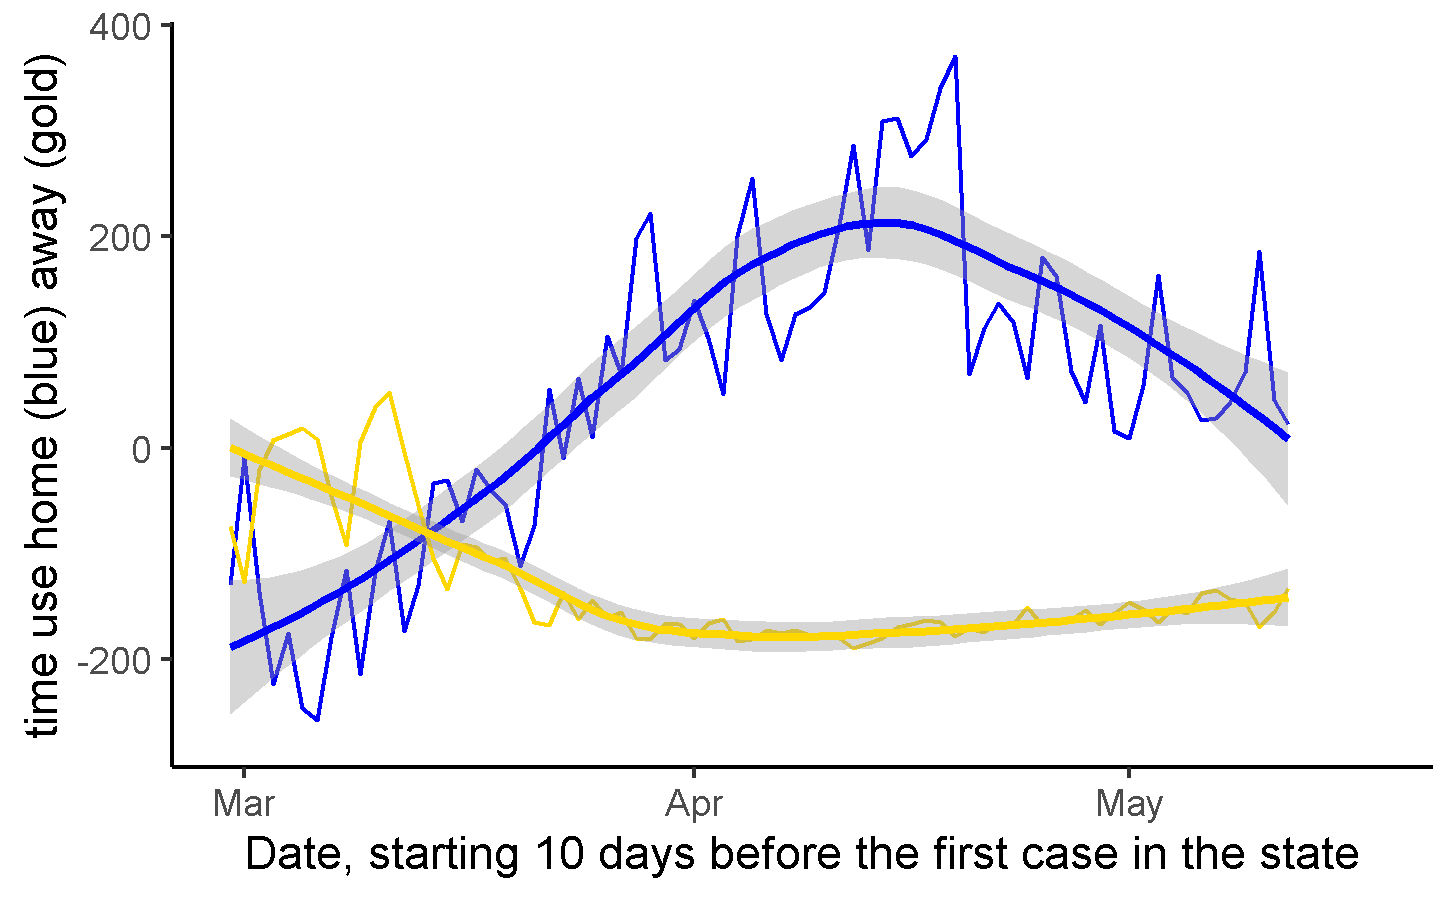 time use home (blue) away (gold)
400
200
0
-200
Mar
Apr
May
Date, starting 10 days before the first case in the state